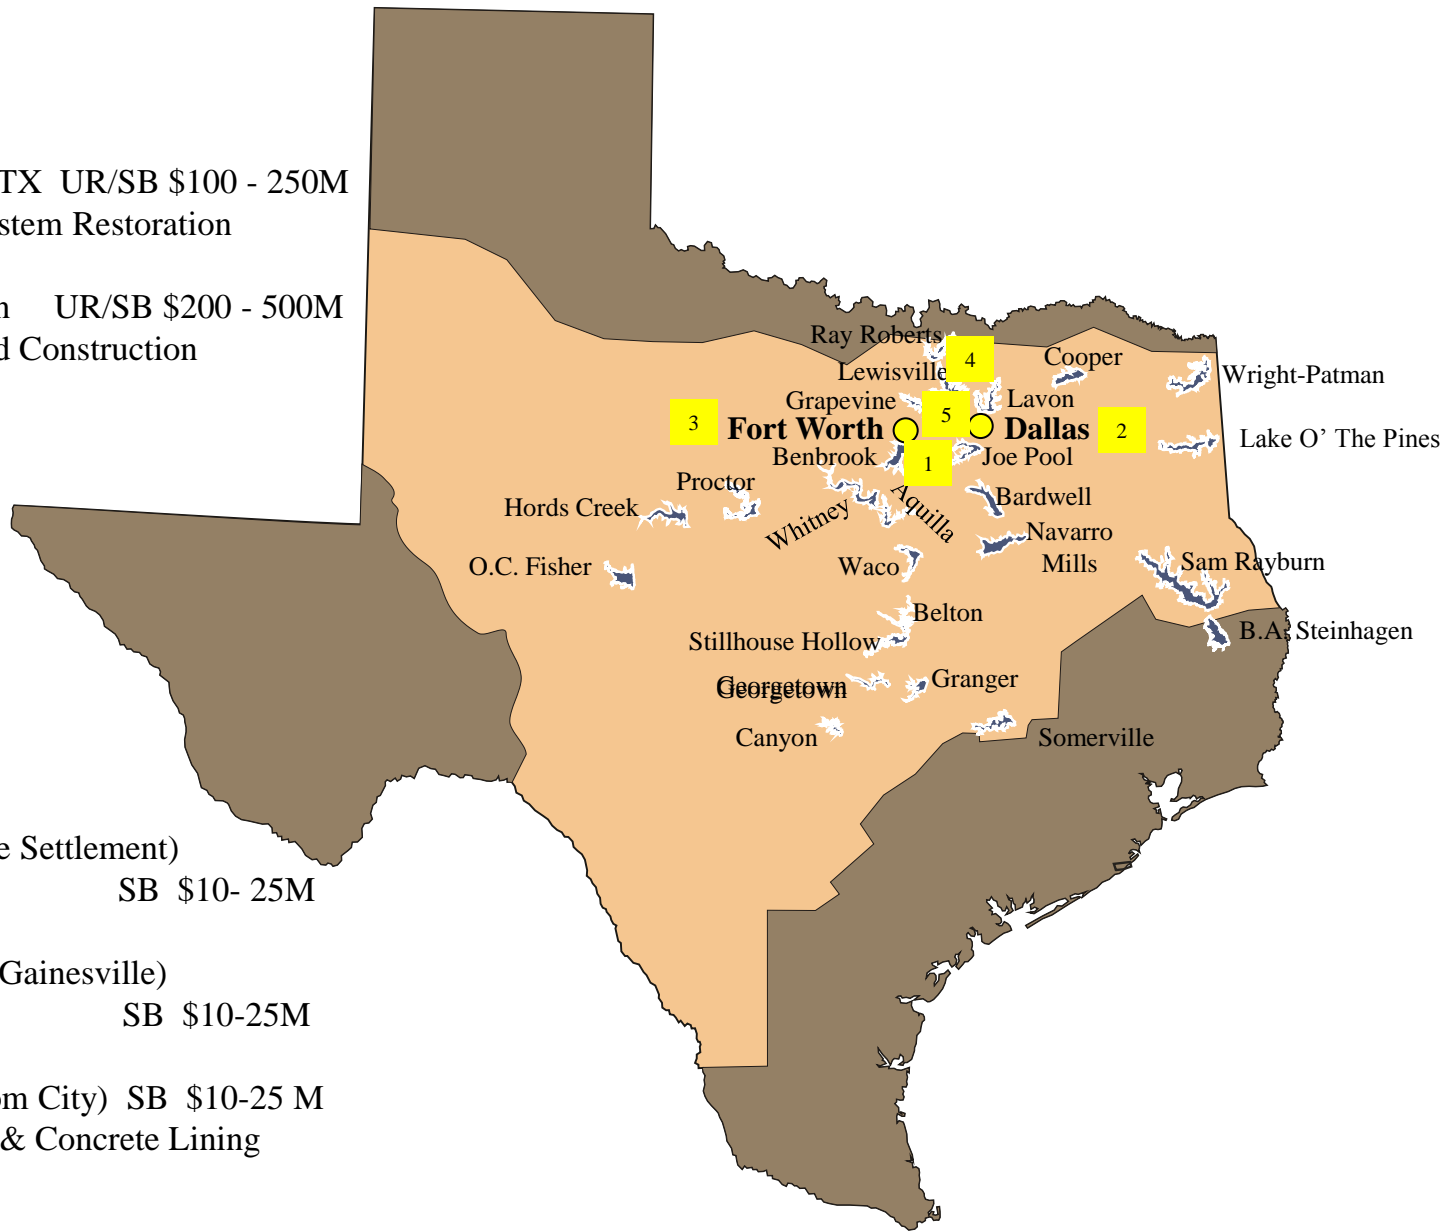 TX UR/SB $100 - 250M
stem Restoration
n UR/SB $200 - 500M
d Construction
e Settlement)
SB $10- 25M
Gainesville)
SB $10-25M
om City) SB $10-25 M
& Concrete Lining
Ray Roberts
4
Cooper
Lewisville
Wright-Patman
Grapevine
5
Lavon
3
Fort Worth
Dallas
2
Lake O’ The Pines
Benbrook
1
Joe Pool
Proctor
Hords Creek
Whitney
Aquilla
Bardwell
Navarro
Mills
O.C. Fisher
Waco
Sam Rayburn
Belton
B.A. Steinhagen
Stillhouse Hollow
Georgetown
Georgetown
Granger
Canyon
Somerville